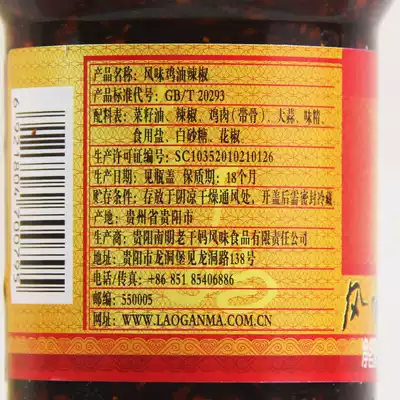 产品名称：风味鸡油辣椒
产品标准代号：GB/T 20293
配料表：菜籽油、辣椒、鸡肉(带骨)、大蒜、味精、
食用盐、白砂糖、花椒
生产许可证编号：SC10352010210126
生产日期：见瓶盖 保质期：18个月
贮存条件：存放于阴凉干燥通风处，开盖后需密封冷藏
产地：贵州省贵阳市
生产商：贵阳南明老干妈风味食品有限责任公司
地址：贵阳市龙洞堡见龙洞路138号
电话/传真：+86 851 85406886
邮编：550005
网址：WWW.LAOGANMA.COM.CN
6 921804 700795
风